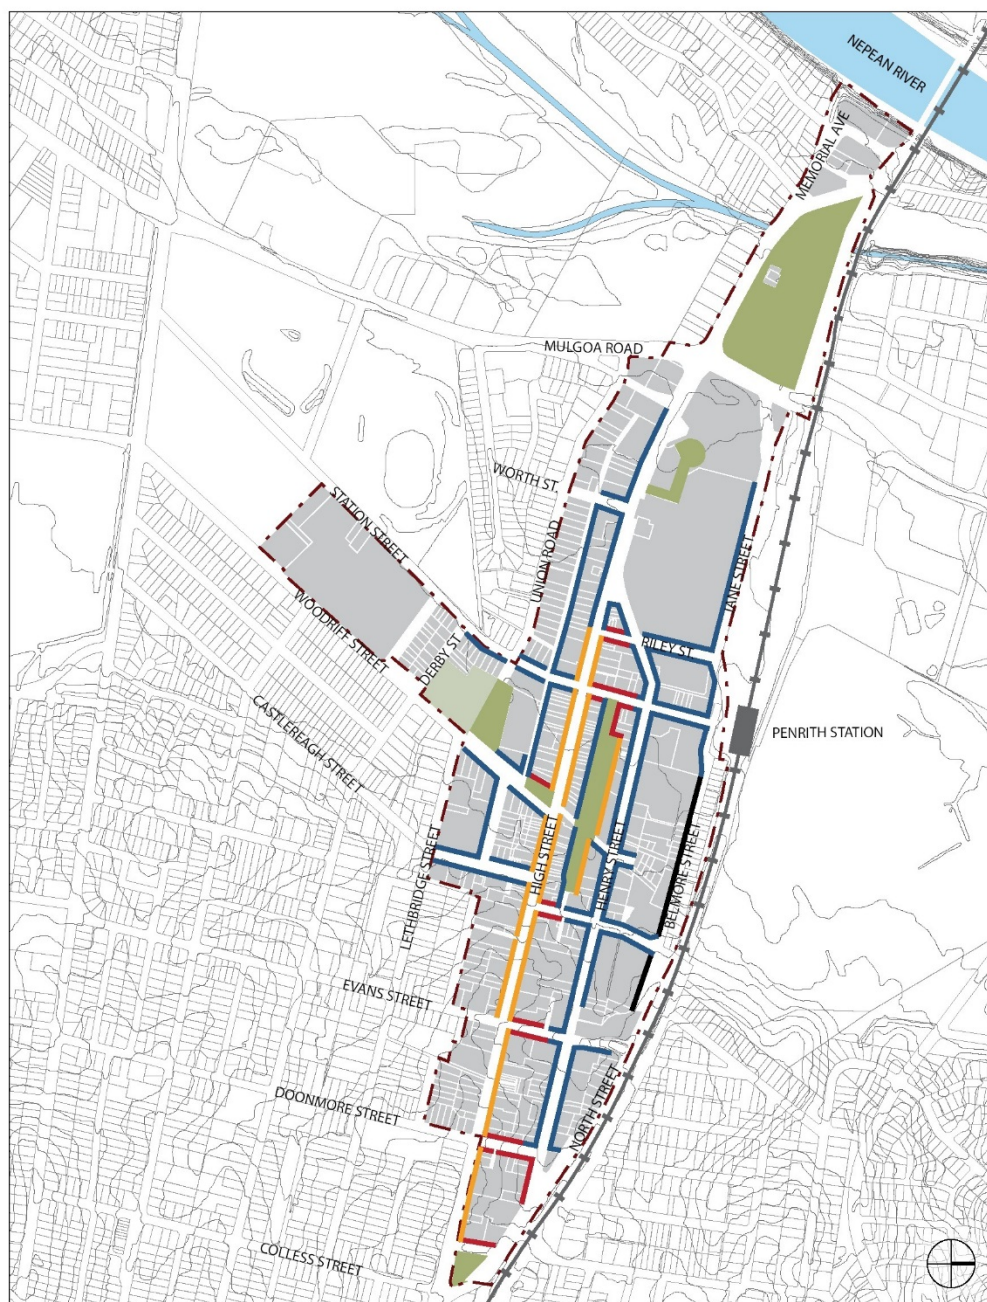 NEPEAN RIVER
MEMORIAL AVE
MULGOA ROAD
WORTH ST.
STATION STREET
UNION ROAD
JANE STREET
WOODRIFF STREET
DERBY ST
RILEY ST
CASTLEREAGH STREET
PENRITH STATION
LETHBRIDGE STREET
HIGH STREET
HENRY STREET
BELMORE STREET
EVANS STREET
DOONMORE STREET
NORTH STREET
COLLESS STREET